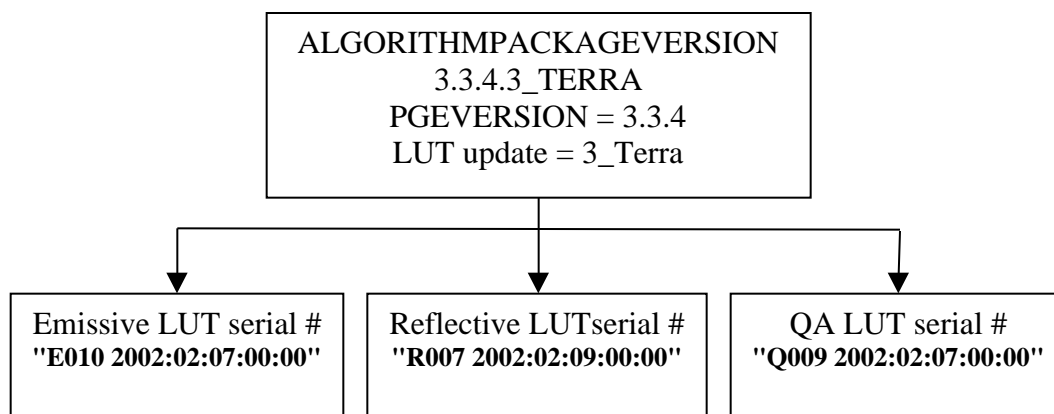 ALGORITHMPACKAGEVERSION
3.3.4.3_TERRA
PGEVERSION = 3.3.4
LUT update = 3_Terra
Emissive LUT serial #
"E010 2002:02:07:00:00"
Reflective LUTserial #
"R007 2002:02:09:00:00"
QA LUT serial #
"Q009 2002:02:07:00:00"